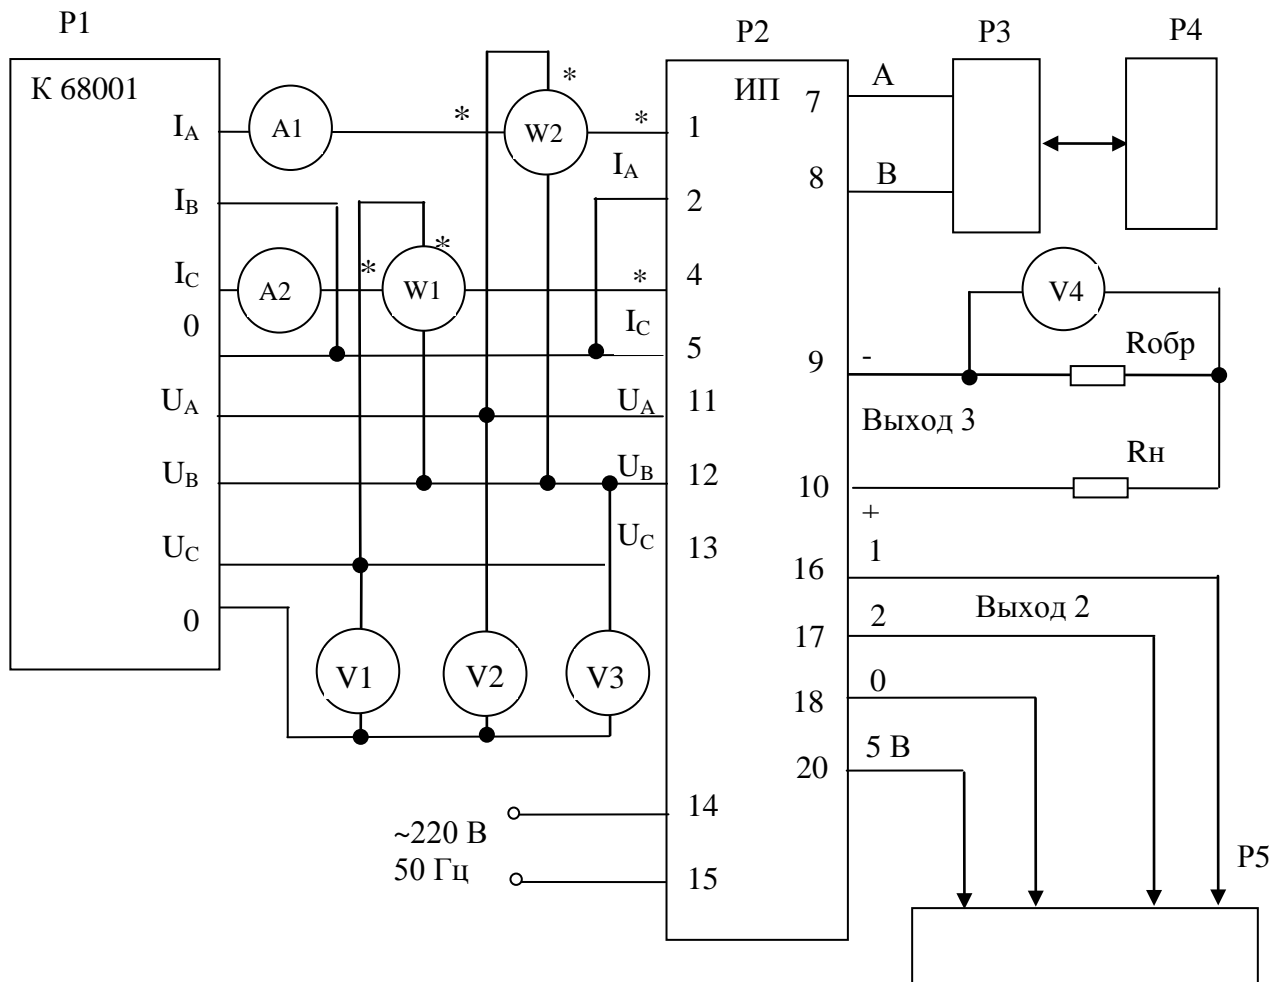 P1
P2
P3
P4
К 68001
ИП
7
A
I_A
A1
*
W2
*
*
1
I_A
8
B
I_B
2
I_C
A2
*
W1
*
*
4
V4
0
I_C
5
9
-
Rобр
U_A
U_A
11
Выход 3
U_B
U_B
12
10
Rн
+
U_C
U_C
13
1
16
Выход 2
0
2
17
V1
V2
V3
0
18
5 В
20
14
~220 В
50 Гц
15
P5